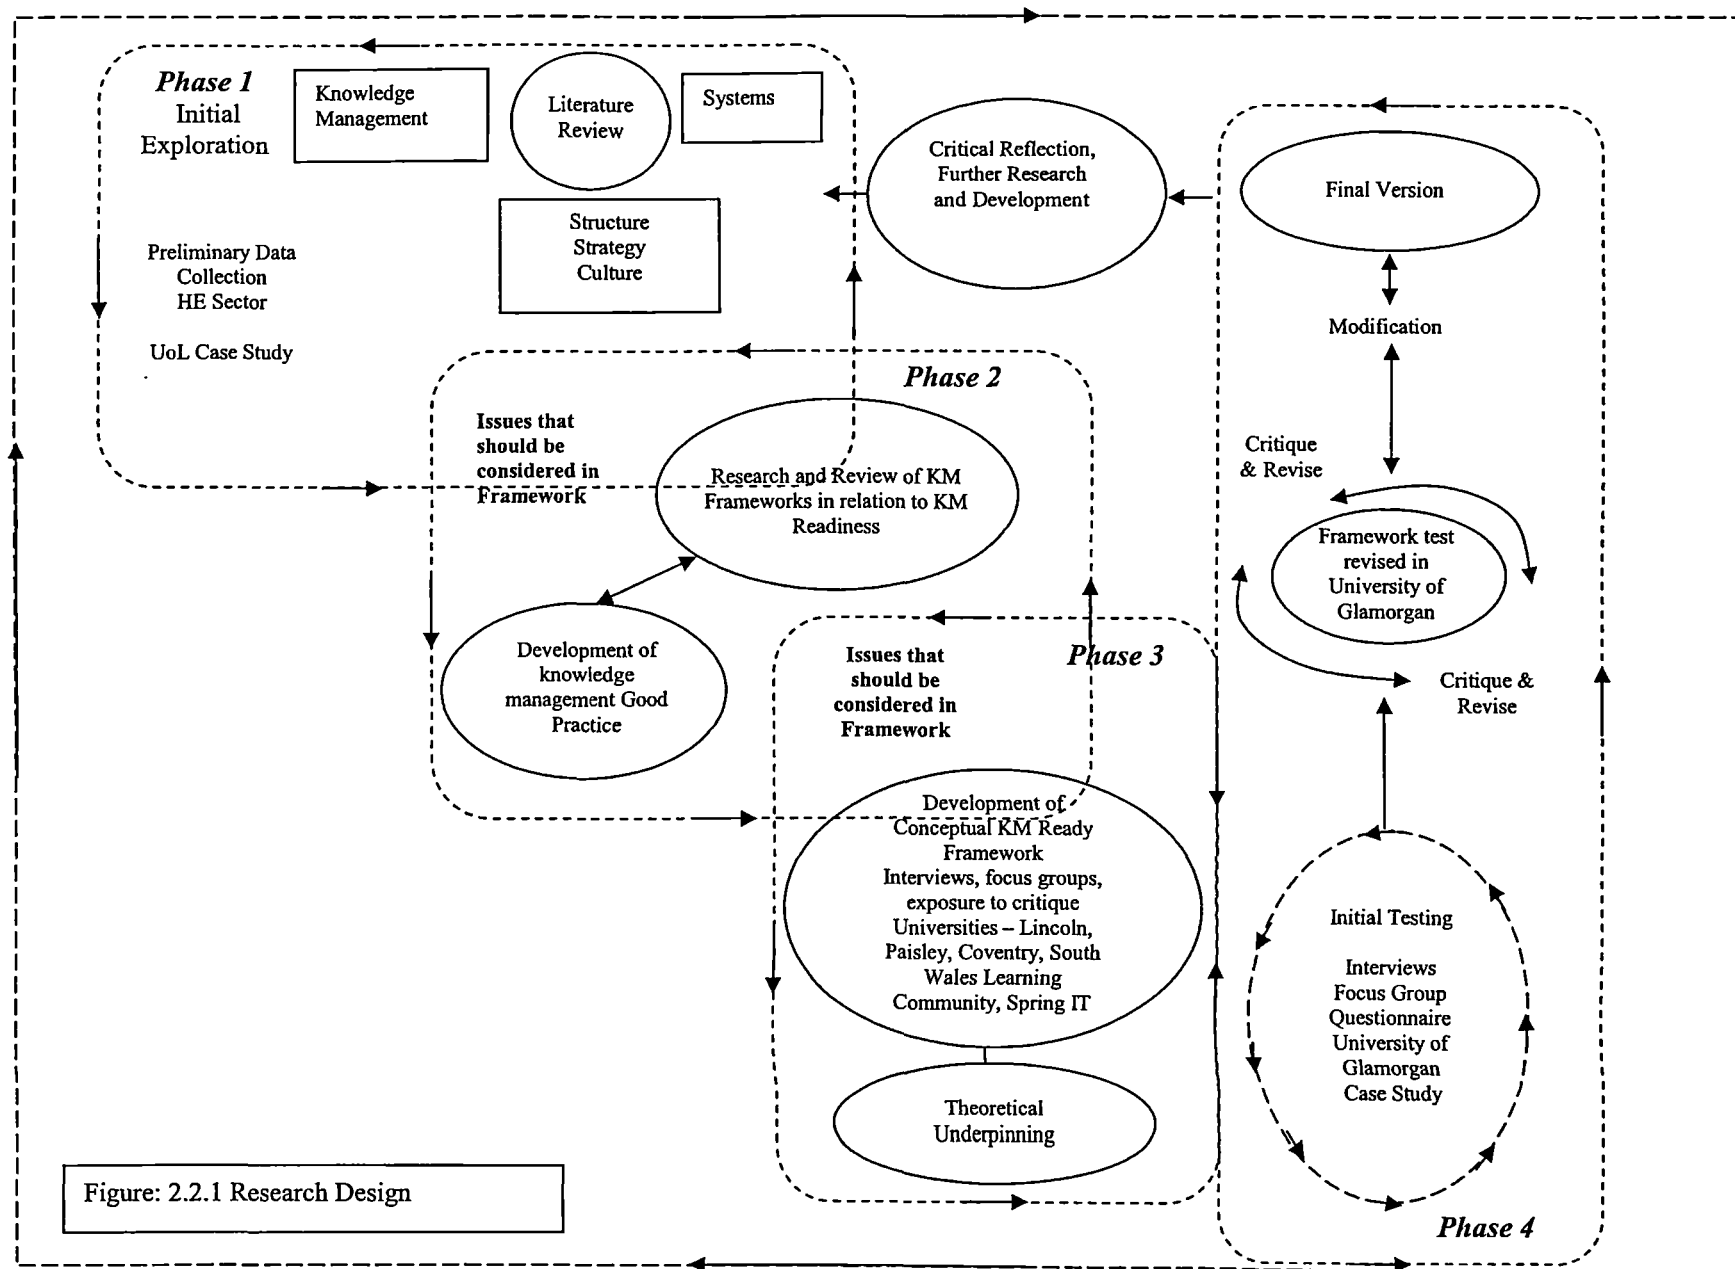 Phase 1
Initial
Exploration
Knowledge
Management
Literature
Review
Systems
Structure
Strategy
Culture
Preliminary Data
Collection
HE Sector
UoL Case Study
Critical Reflection,
Further Research
and Development
Final Version
Modification
Critique
& Revise
Framework test
revised in
University of
Glamorgan
Critique &
Revise
Phase 2
Issues that
should be
considered in
Framework
Research and Review of KM
Frameworks in relation to KM
Readiness
Development of
knowledge
management Good
Practice
Phase 3
Issues that
should be
considered in
Framework
Development of
Conceptual KM Ready
Framework
Interviews, focus groups,
exposure to critique
Universities – Lincoln,
Paisley, Coventry, South
Wales Learning
Community, Spring IT
Theoretical
Underpinning
Initial Testing
Interviews
Focus Group
Questionnaire
University of
Glamorgan
Case Study
Phase 4
Figure: 2.2.1 Research Design